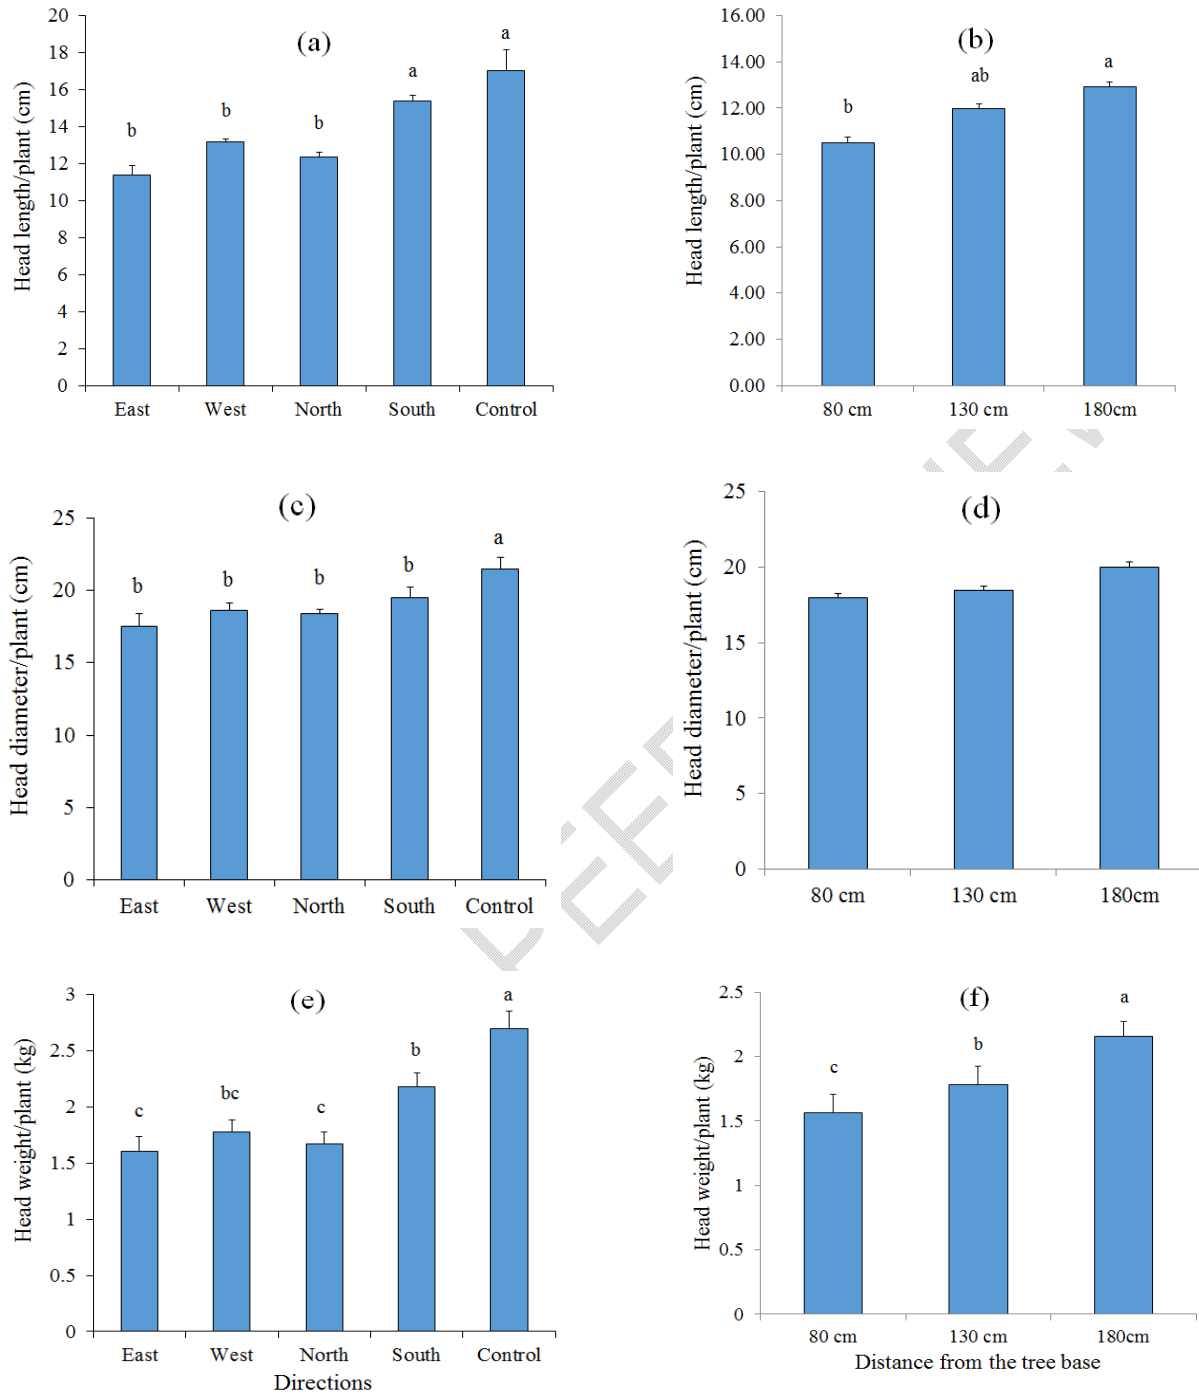 (a)
Head length/plant (cm)
20
18
16
14
12
10
8
6
4
2
0
b
b
b
a
a
East West North South Control
(b)
Head length/plant (cm)
16.00
14.00
12.00
10.00
8.00
6.00
4.00
2.00
0.00
b
ab
a
80 cm 130 cm 180cm
(c)
Head diameter/plant (cm)
25
20
15
10
5
0
b
b
b
b
a
East West North South Control
(d)
Head diameter/plant (cm)
25
20
15
10
5
0
80 cm 130 cm 180cm
(e)
Head weight/plant (kg)
3
2.5
2
1.5
1
0.5
0
c
bc
c
b
a
East West North South Control
Directions
(f)
Head weight/plant (kg)
2.5
2
1.5
1
0.5
0
c
b
a
80 cm 130 cm 180cm
Distance from the tree base